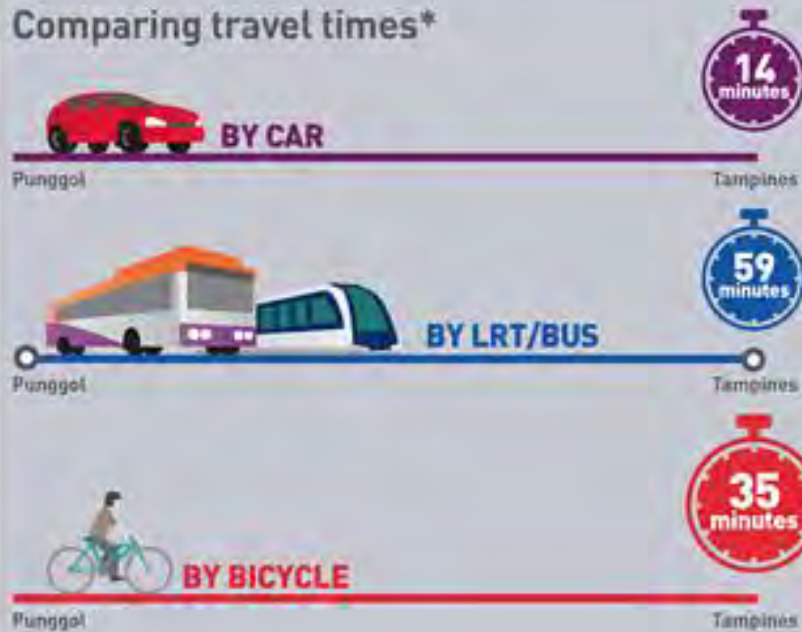 Comparing travel times*
14
minutes
BY CAR
Punggol Tampines
59
minutes
BY LRT/BUS
Punggol Tampines
35
minutes
BY BICYCLE
Punggol Tampines